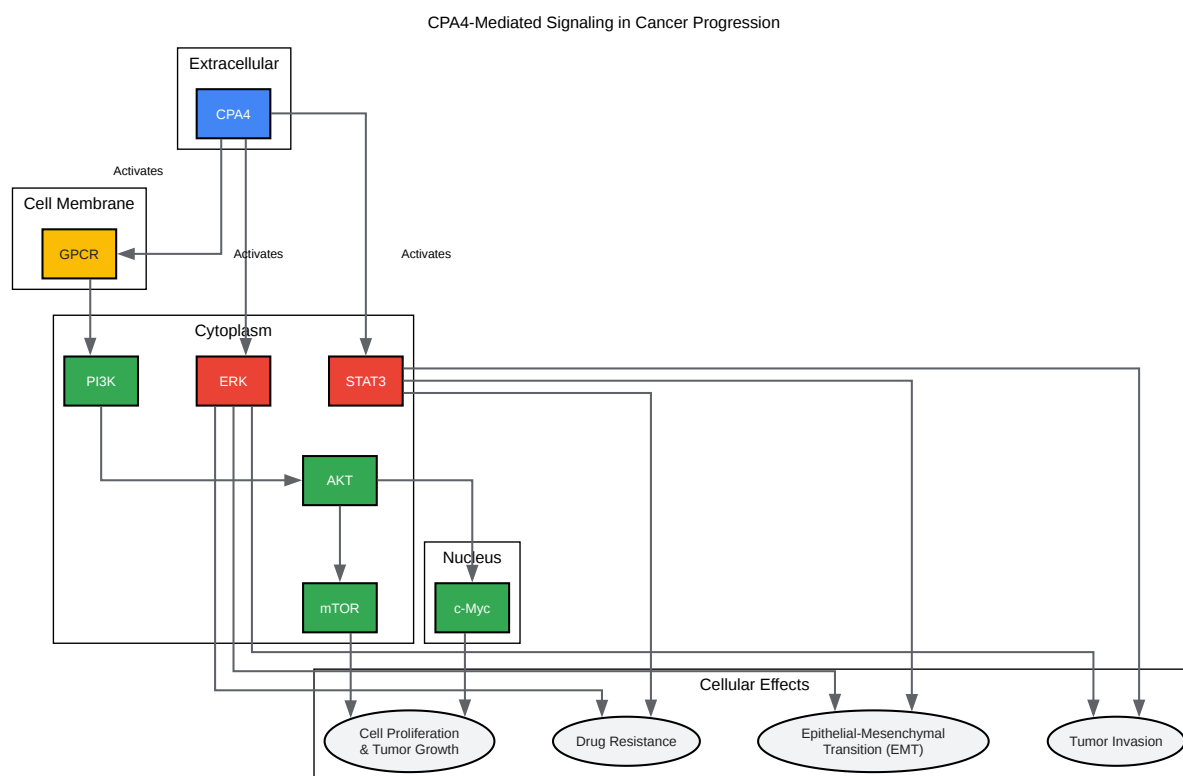 CPA4-Mediated Signaling in Cancer Progression
Extracellular
CPA4
Activates
Cell Membrane
GPCR
Activates
Activates
Cytoplasm
PI3K
ERK
STAT3
AKT
Nucleus
mTOR
c-Myc
Cellular Effects
Cell Proliferation
& Tumor Growth
Drug Resistance
Epithelial-Mesenchymal
Transition (EMT)
Tumor Invasion